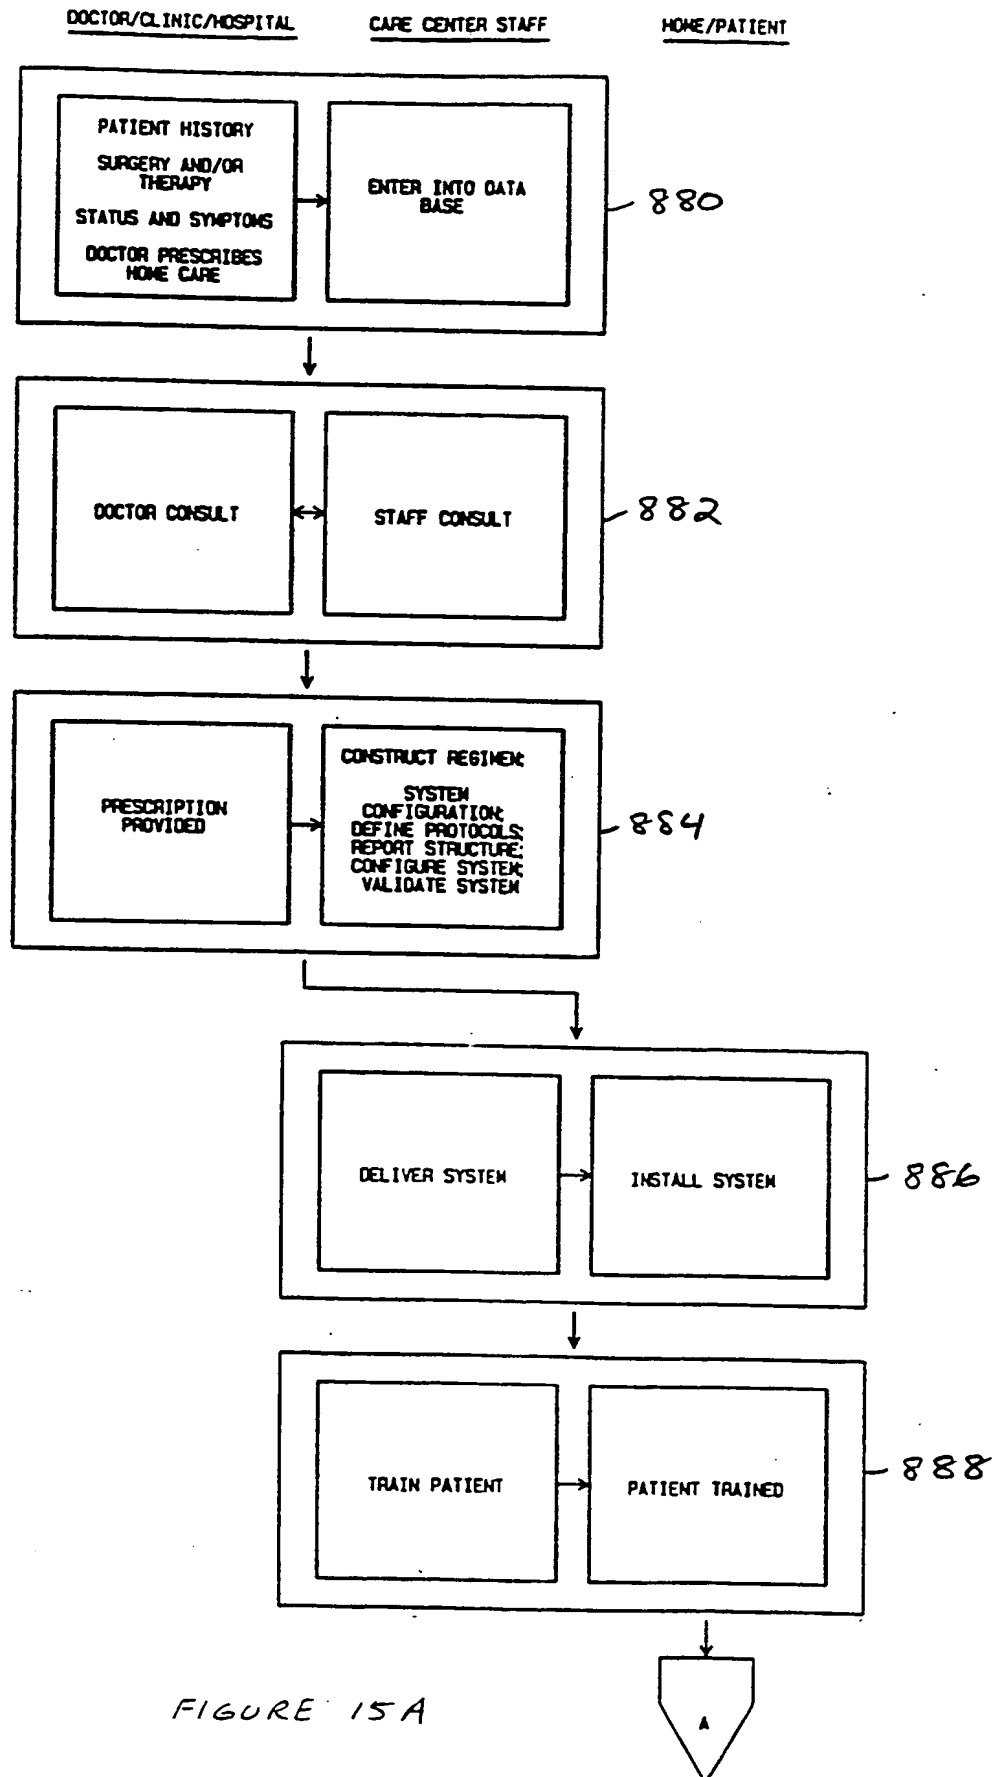 DOCTOR/CLINIC/HOSPITAL
CARE CENTER STAFF
HOME/PATIENT
PATIENT HISTORY
SURGERY AND/OR
THERAPY
STATUS AND SYMPTOMS
DOCTOR PRESCRIBES
HOME CARE
ENTER INTO DATA
BASE
880
DOCTOR CONSULT
STAFF CONSULT
882
PRESCRIPTION
PROVIDED
CONSTRUCT REGIMEN;
SYSTEM
CONFIGURATION;
DEFINE PROTOCOLS;
REPORT STRUCTURE;
CONFIGURE SYSTEM;
VALIDATE SYSTEM
884
DELIVER SYSTEM
INSTALL SYSTEM
886
TRAIN PATIENT
PATIENT TRAINED
888
A
FIGURE 15A